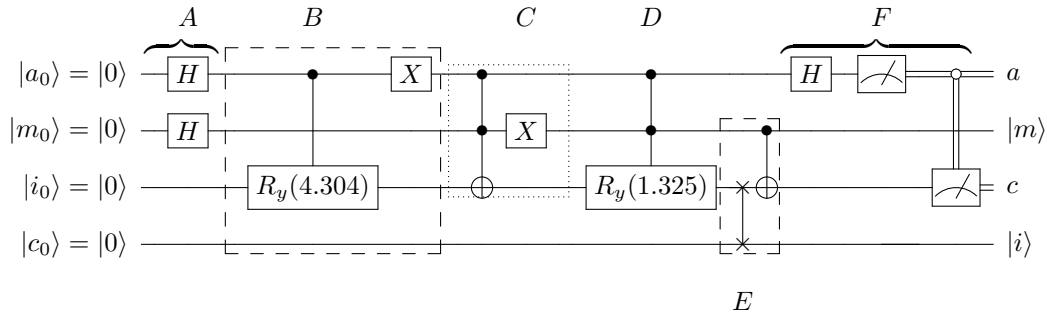 A B C D F
|a₀⟩ = |0⟩ H X H a
|m₀⟩ = |0⟩ H X |m⟩
|i₀⟩ = |0⟩ R_y(4.304) R_y(1.325) c
|c₀⟩ = |0⟩ |i⟩
E